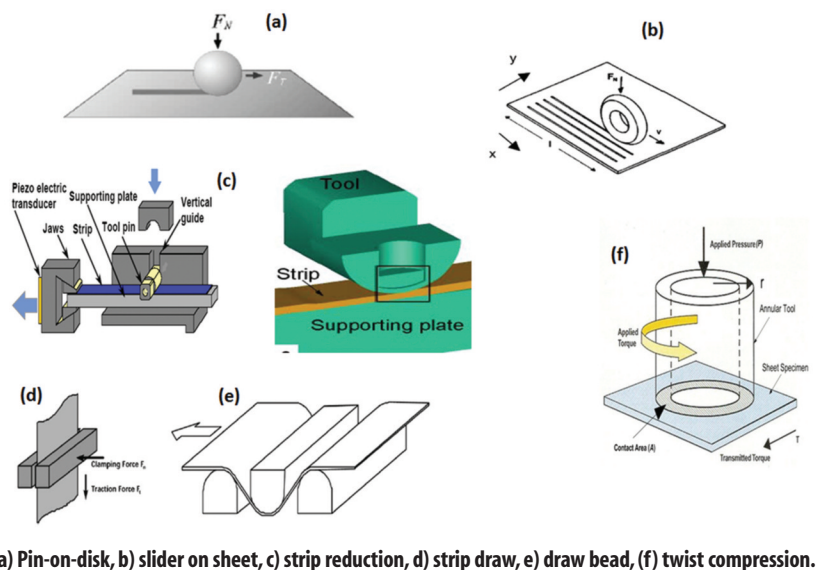 F_N
(a)
F_T
(b)
y
F_N
v
l
x
(c)
Piezo electric
transducer
Supporting plate
Vertical
guide
Jaws
Strip
Tool pin
Tool
Strip
Supporting plate
(f)
Applied Pressure(P)
r
Annular Tool
Applied
Torque
Sheet Specimen
Contact Area (A)
T
Transmitted Torque
(d)
Clamping Force
Traction Force
(e)
a) Pin-on-disk, b) slider on sheet, c) strip reduction, d) strip draw, e) draw bead, (f) twist compression.